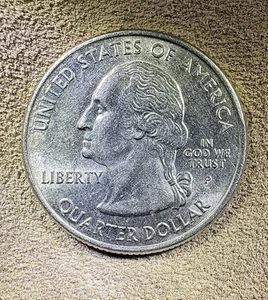 UNITED STATES OF AMERICA
LIBERTY
IN
GOD WE
TRUST
P
QUARTER DOLLAR